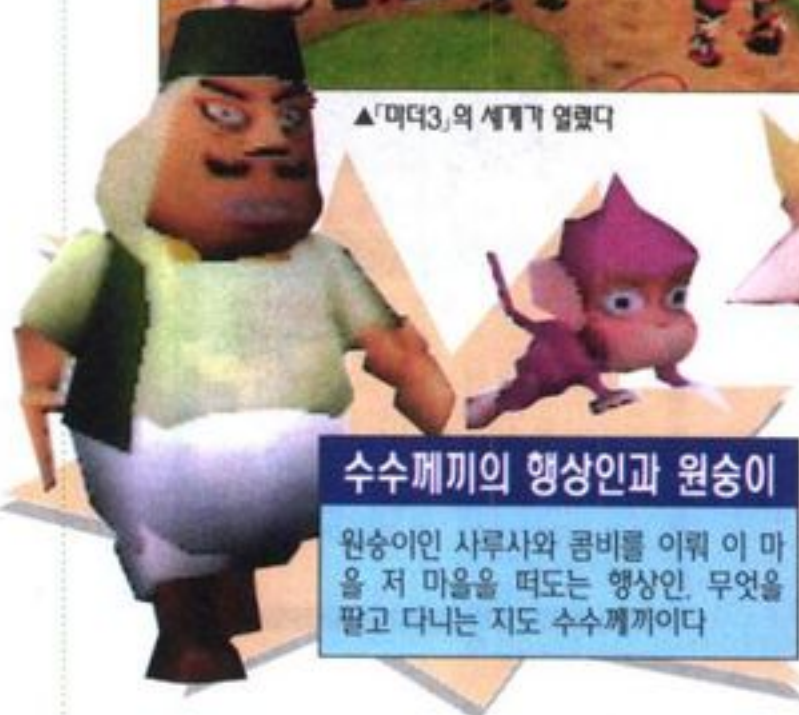 ▲「마더3」의 세계가 열렸다
수수께끼의 행상인과 원숭이
원숭이인 사루사와 콤비를 이뤄 이 마
을 저 마을을 떠도는 행상인. 무엇을
팔고 다니는 지도 수수께끼이다